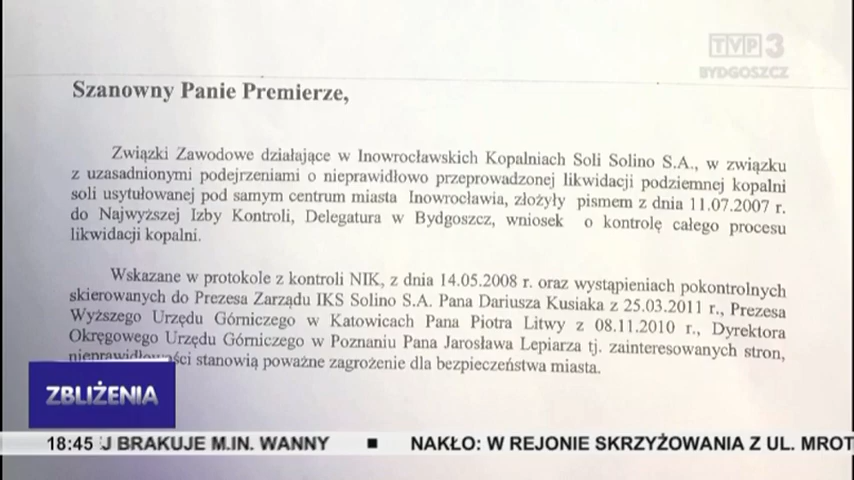 TVP3
BYDGOSZCZ
Szanowny Panie Premierze,
Związki Zawodowe działające w Inowrocławskich Kopalniach Soli Solino S.A., w związku
z uzasadnionymi podejrzeniami o nieprawidłowo przeprowadzonej likwidacji podziemnej kopalni
soli usytułowanej pod samym centrum miasta Inowrocławia, złożyły pismem z dnia 11.07.2007 r.
do Najwyższej Izby Kontroli, Delegatura w Bydgoszcz, wniosek o kontrolę całego procesu
likwidacji kopalni.
Wskazane w protokole z kontroli NIK, z dnia 14.05.2008 r. oraz wystąpieniach pokontrolnych
skierowanych do Prezesa Zarządu IKS Solino S.A. Pana Dariusza Kusiaka z 25.03.2011 r., Prezesa
Wyższego Urzędu Górniczego w Katowicach Pana Piotra Litwy z 08.11.2010 r., Dyrektora
Okręgowego Urzędu Górniczego w Poznaniu Pana Jarosława Lepiarza tj. zainteresowanych stron,
nieprawidłowości stanowią poważne zagrożenie dla bezpieczeństwa miasta.
ZBLIŻENIA
18:45 J BRAKUJE M.IN. WANNY ■ NAKŁO: W REJONIE SKRZYŻOWANIA Z UL. MROT